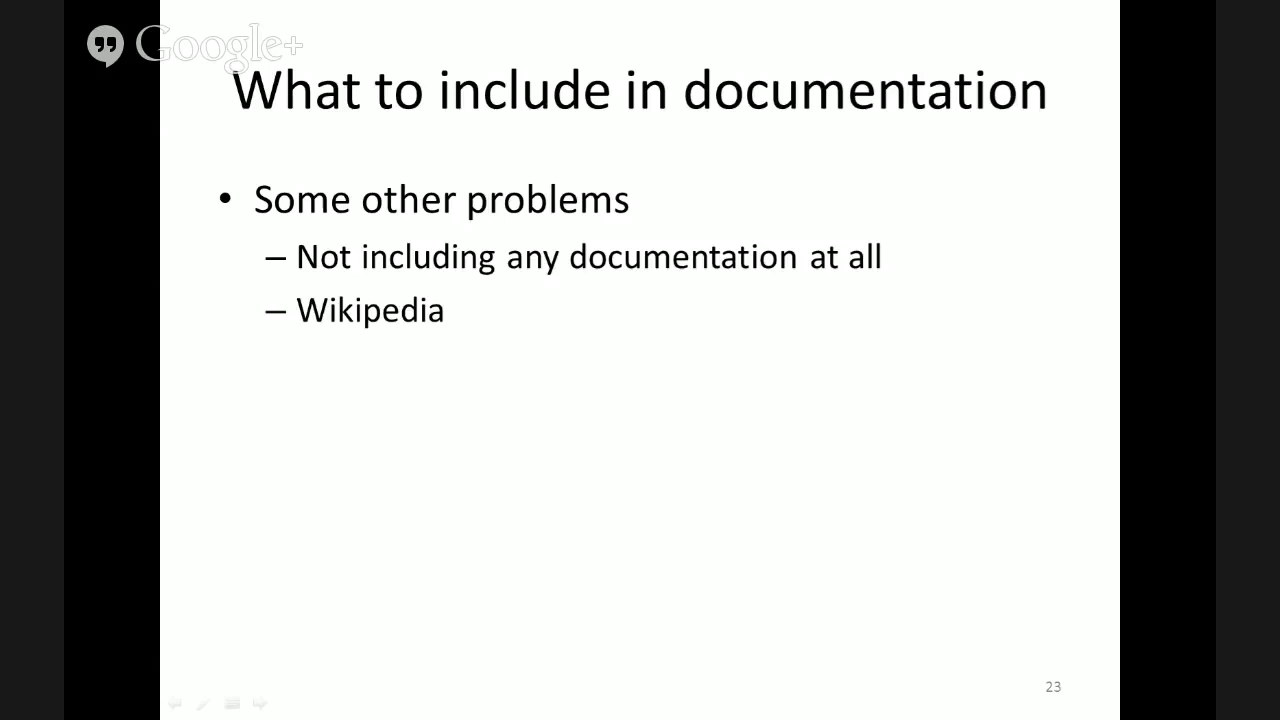 Google+
What to include in documentation
• Some other problems
– Not including any documentation at all
– Wikipedia
23